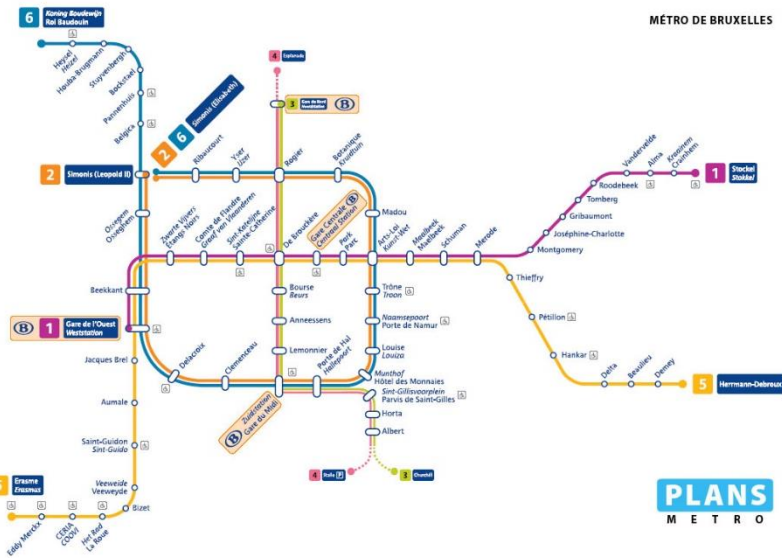 MÉTRO DE BRUXELLES
6
Koning Boudewijn
Roi Baudouin
Heysel
Heizel
Houba-Brugmann
Stuyvenbergh
Bockstael
Pannenhuis
Belgica
2
Simonis (Leopold II)
2
6
Simonis (Elisabeth)
Ribaucourt
Yser
IJzer
Rogier
Botanique
Kruidtuin
4
Esplanade
3
Gare du Nord
Noordstation
B
Madou
Ossegem
Osseghem
Zwarte Vijvers
Etangs Noirs
Comte de Flandre
Graaf van Vlaanderen
Sint-Katelijne
Sainte-Catherine
De Brouckère
Gare Centrale
Centraal Station
B
Park
Parc
Arts-Loi
Kunst-Wet
Maalbeek
Maelbeek
Schuman
Merode
Montgomery
Joséphine-Charlotte
Gribaumont
Tomberg
Roodebeek
Vandervelde
Alma
Kraainem
Crainhem
1
Stockel
Stokkel
Beekkant
B
1
Gare de l'Ouest
Weststation
Bourse
Beurs
Anneessens
Lemonnier
Trône
Troon
Naamsepoort
Porte de Namur
Louise
Louiza
Munthof
Hôtel des Monnaies
Porte de Hal
Hallepoort
Sint-Gillisvoorplein
Parvis de Saint-Gilles
Horta
Albert
Delacroix
Clemenceau
B
Zuidstation
Gare du Midi
4
Stalle P
3
Churchill
Jacques Brel
Aumale
Saint-Guidon
Sint-Guido
Veeweide
Veeweyde
Bizet
Het Rad
La Roue
CERIA
COOVI
Eddy Merckx
Erasme
Erasmus
Thieffry
Pétillon
Hankar
Delta
Beaulieu
Demey
5
Herrmann-Debroux
PLANS
METRO